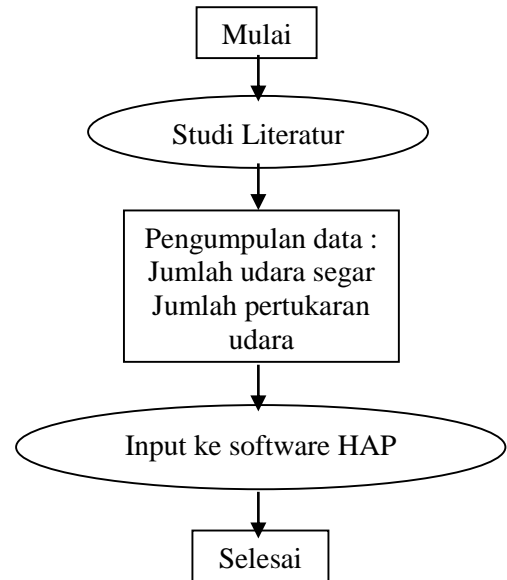 Mulai
Studi Literatur
Pengumpulan data :
Jumlah udara segar
Jumlah pertukaran
udara
Input ke software HAP
Selesai